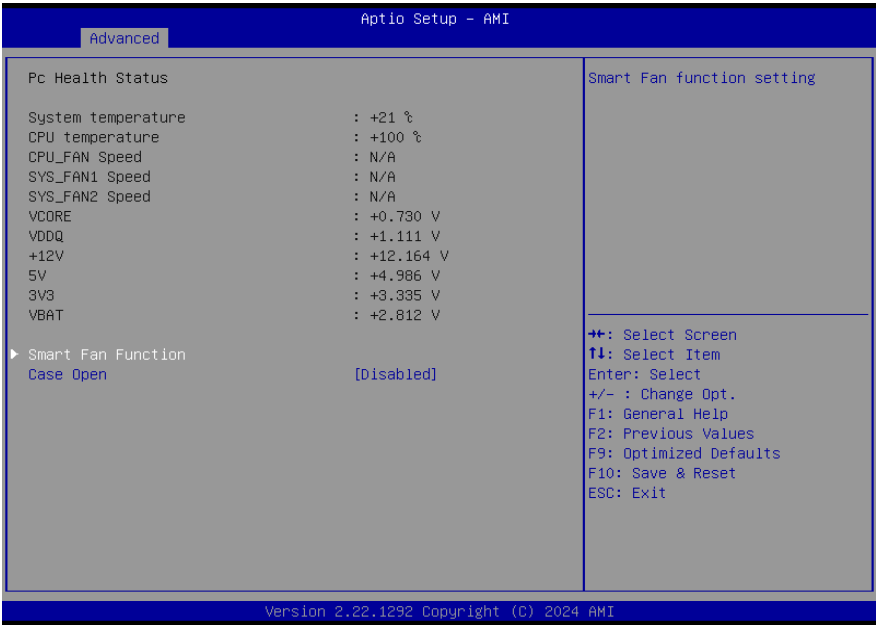 Aptio Setup – AMI
Advanced
Pc Health Status
System temperature : +21 ℃
CPU temperature : +100 ℃
CPU_FAN Speed : N/A
SYS_FAN1 Speed : N/A
SYS_FAN2 Speed : N/A
VCORE : +0.730 V
VDDQ : +1.111 V
+12V : +12.164 V
5V : +4.986 V
3V3 : +3.335 V
VBAT : +2.812 V
Smart Fan Function
Case Open [Disabled]
Smart Fan function setting
→←: Select Screen
↑↓: Select Item
Enter: Select
+/- : Change Opt.
F1: General Help
F2: Previous Values
F9: Optimized Defaults
F10: Save & Reset
ESC: Exit
Version 2.22.1292 Copyright (C) 2024 AMI